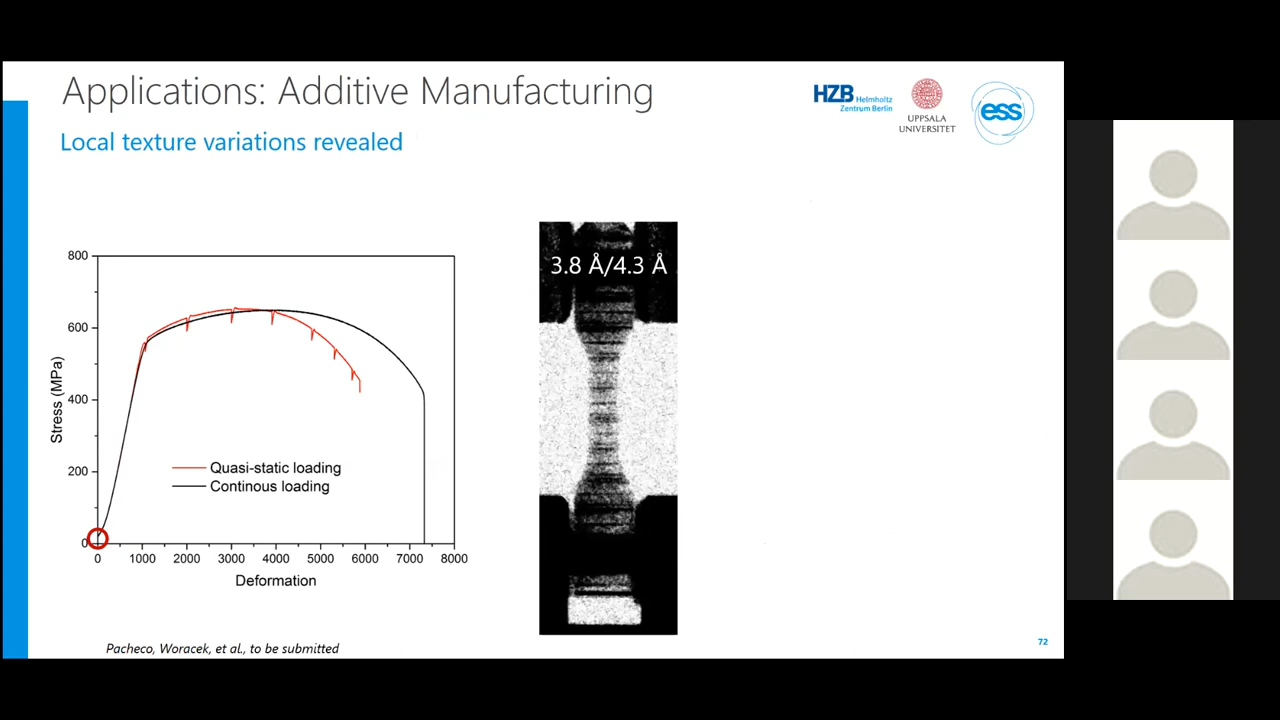 Applications: Additive Manufacturing
Local texture variations revealed
HZB Helmholtz
Zentrum Berlin
UPPSALA
UNIVERSITET
ess
800
600
400
200
0
Stress (MPa)
Quasi-static loading
Continous loading
0 1000 2000 3000 4000 5000 6000 7000 8000
Deformation
3.8 Å/4.3 Å
Pacheco, Woracek, et al., to be submitted
72